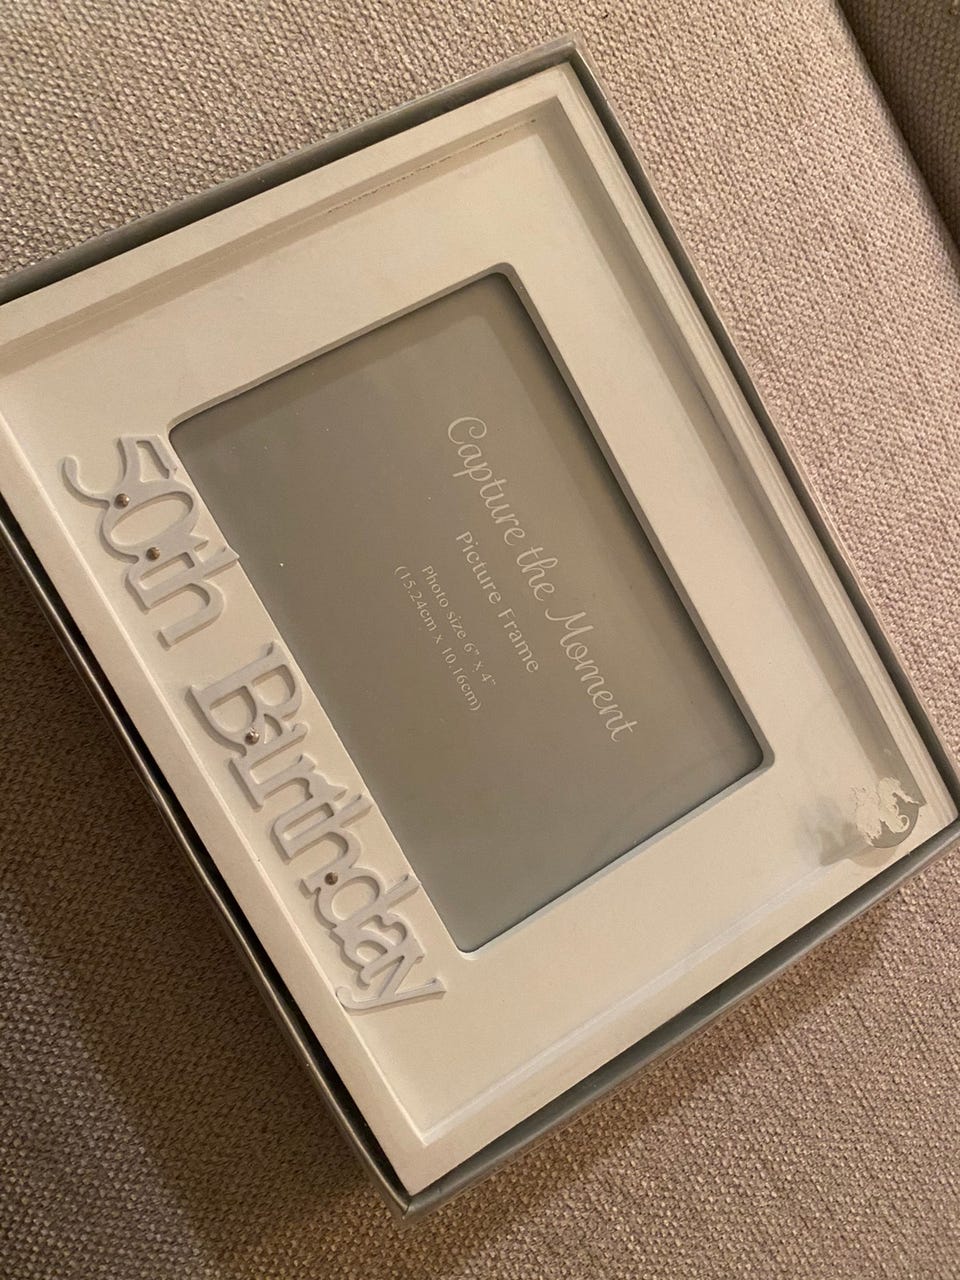 Capture the Moment
Picture Frame
Photo size 6" x 4"
(15.24cm x 10.16cm)
50th Birthday